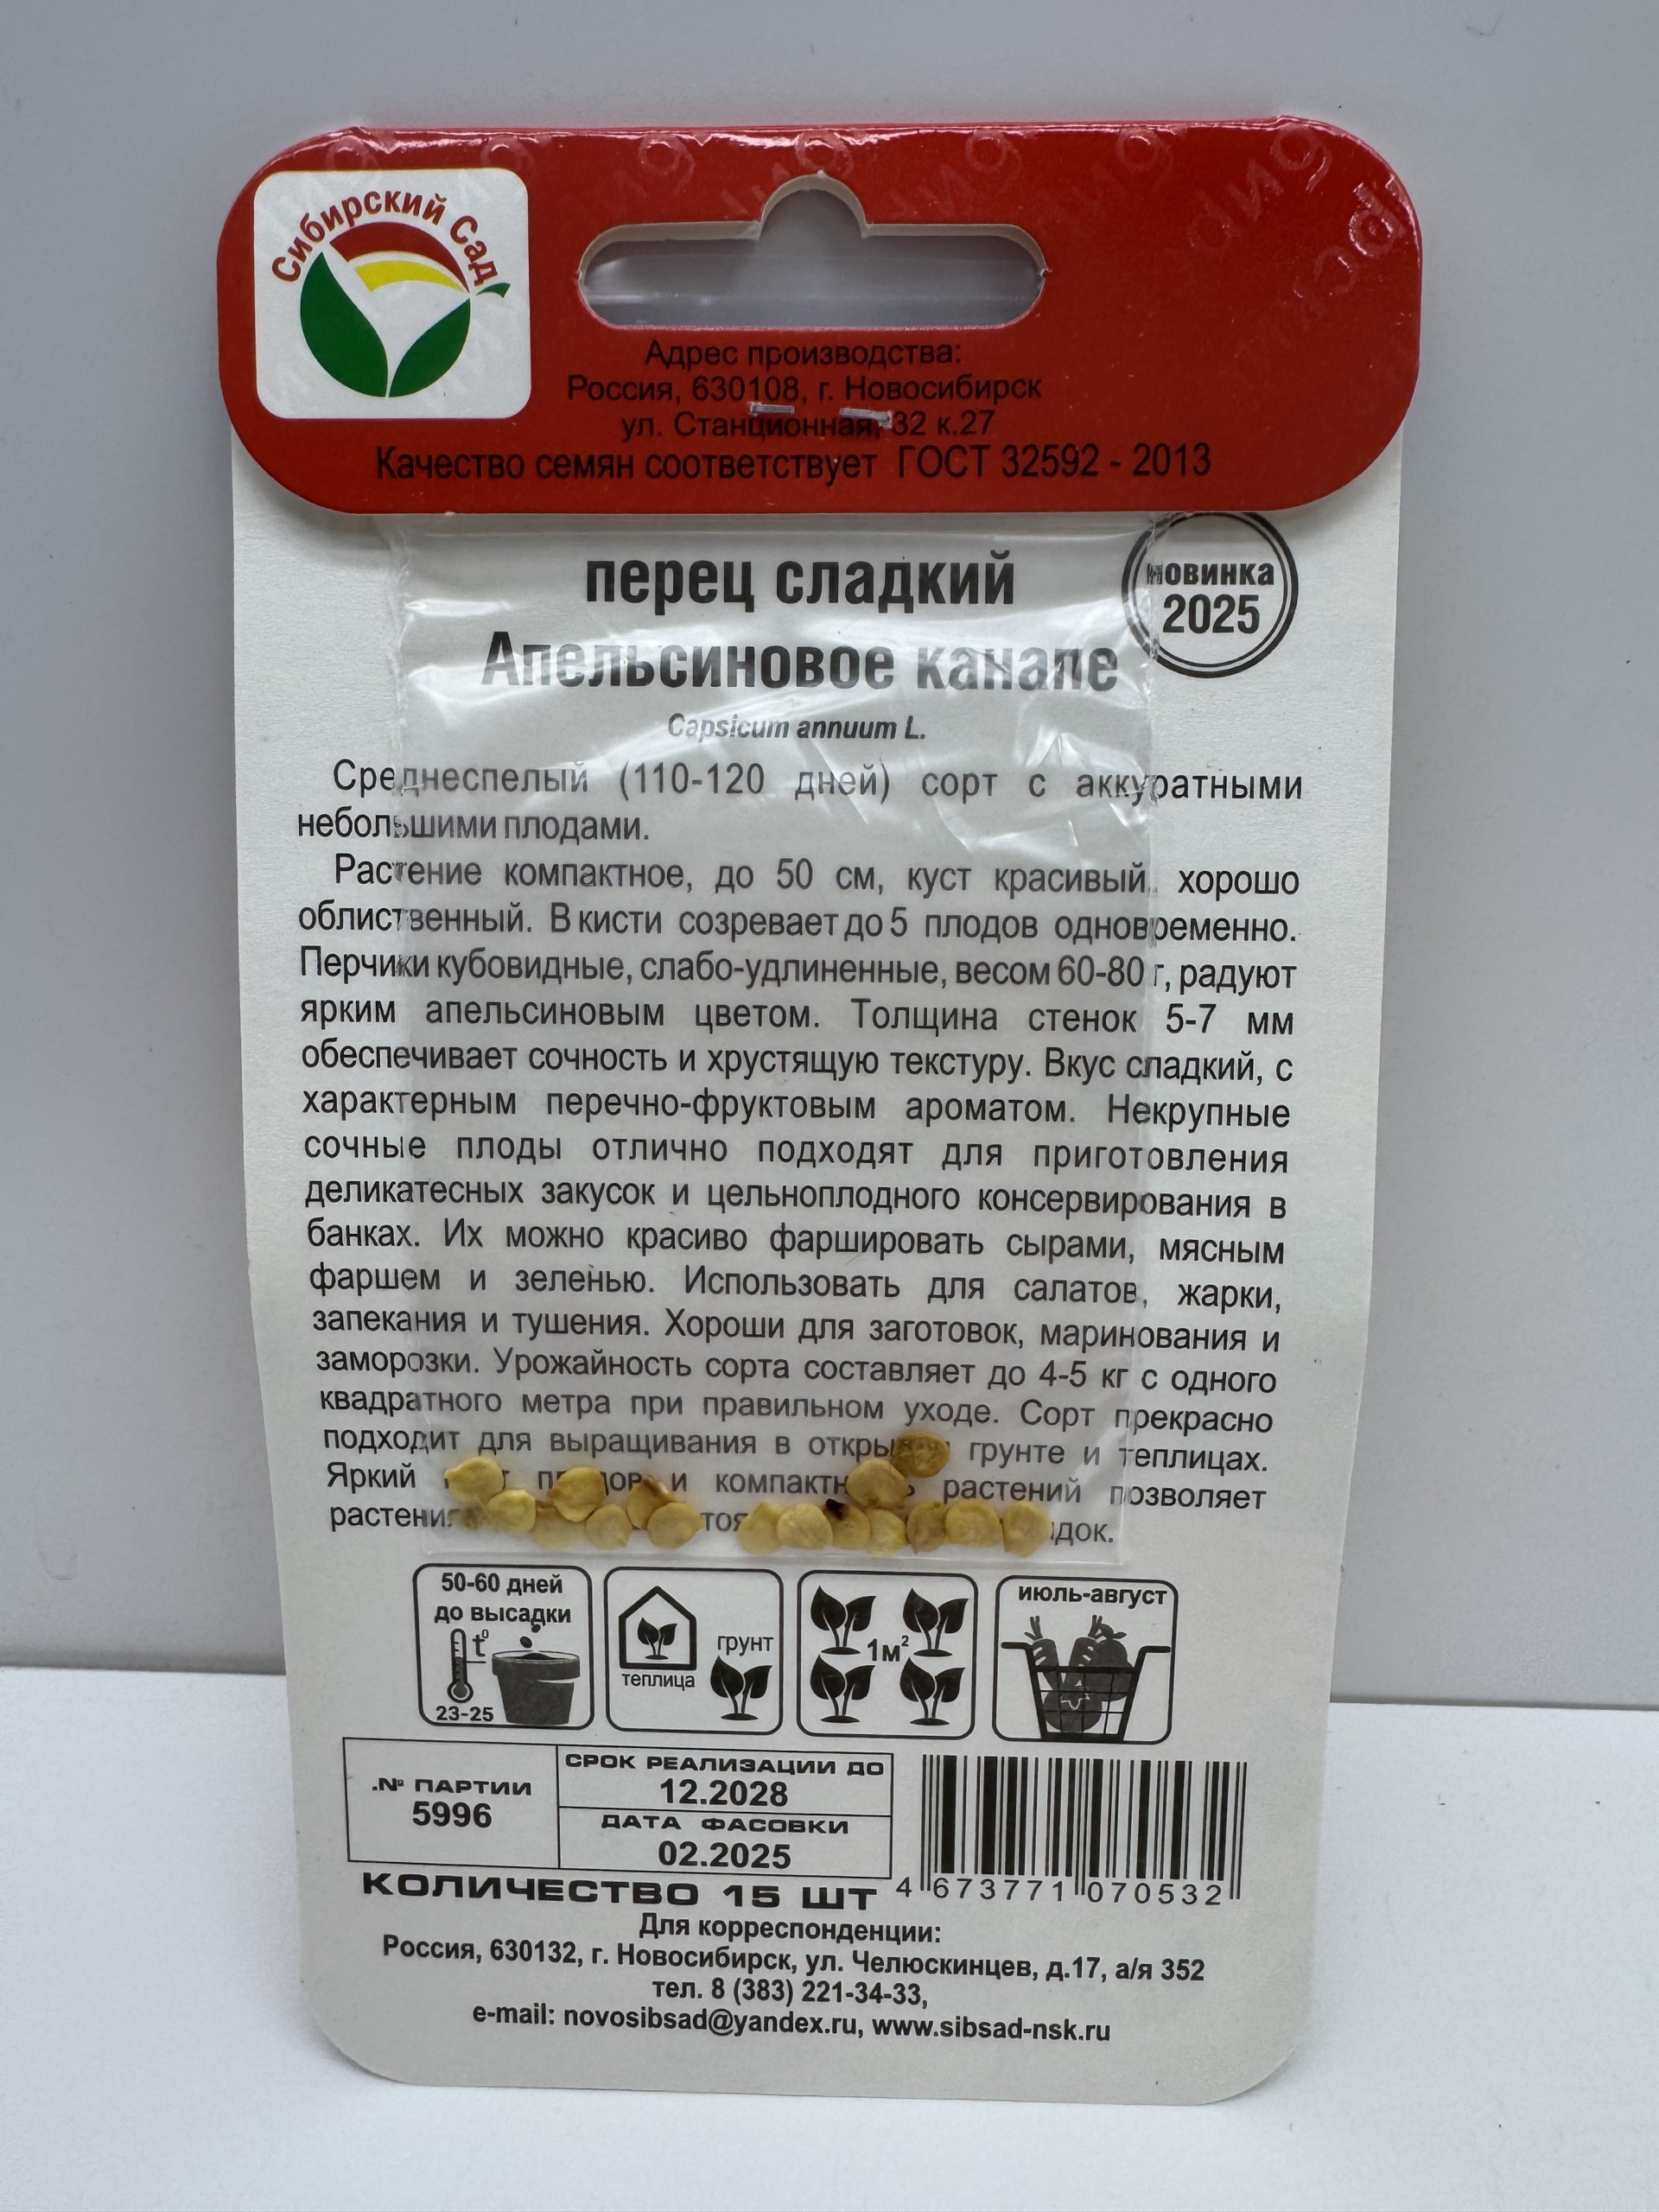 Сибирский Сад
Адрес производства:
Россия, 630108, г. Новосибирск
ул. Станционная, 32 к.27
Качество семян соответствует ГОСТ 32592 - 2013
новинка
2025
перец сладкий
Апельсиновое канапе
Capsicum annuum L.
Среднеспелый (110-120 дней) сорт с аккуратными
небольшими плодами.
Растение компактное, до 50 см, куст красивый, хорошо
облиственный. В кисти созревает до 5 плодов одновременно.
Перчики кубовидные, слабо-удлиненные, весом 60-80 г, радуют
ярким апельсиновым цветом. Толщина стенок 5-7 мм
обеспечивает сочность и хрустящую текстуру. Вкус сладкий, с
характерным перечно-фруктовым ароматом. Некрупные
сочные плоды отлично подходят для приготовления
деликатесных закусок и цельноплодного консервирования в
банках. Их можно красиво фаршировать сырами, мясным
фаршем и зеленью. Использовать для салатов, жарки,
запекания и тушения. Хороши для заготовок, маринования и
заморозки. Урожайность сорта составляет до 4-5 кг с одного
квадратного метра при правильном уходе. Сорт прекрасно
подходит для выращивания в открытом грунте и теплицах.
Яркий плодов и компактность растений позволяет
50-60 дней
до высадки
t⁰
23-25
теплица
грунт
1м²
июль-август
№ ПАРТИИ
5996
СРОК РЕАЛИЗАЦИИ ДО
12.2028
ДАТА ФАСОВКИ
02.2025
КОЛИЧЕСТВО 15 ШТ
4 673771 070532
Для корреспонденции:
Россия, 630132, г. Новосибирск, ул. Челюскинцев, д.17, а/я 352
тел. 8 (383) 221-34-33,
e-mail: novosibsad@yandex.ru, www.sibsad-nsk.ru